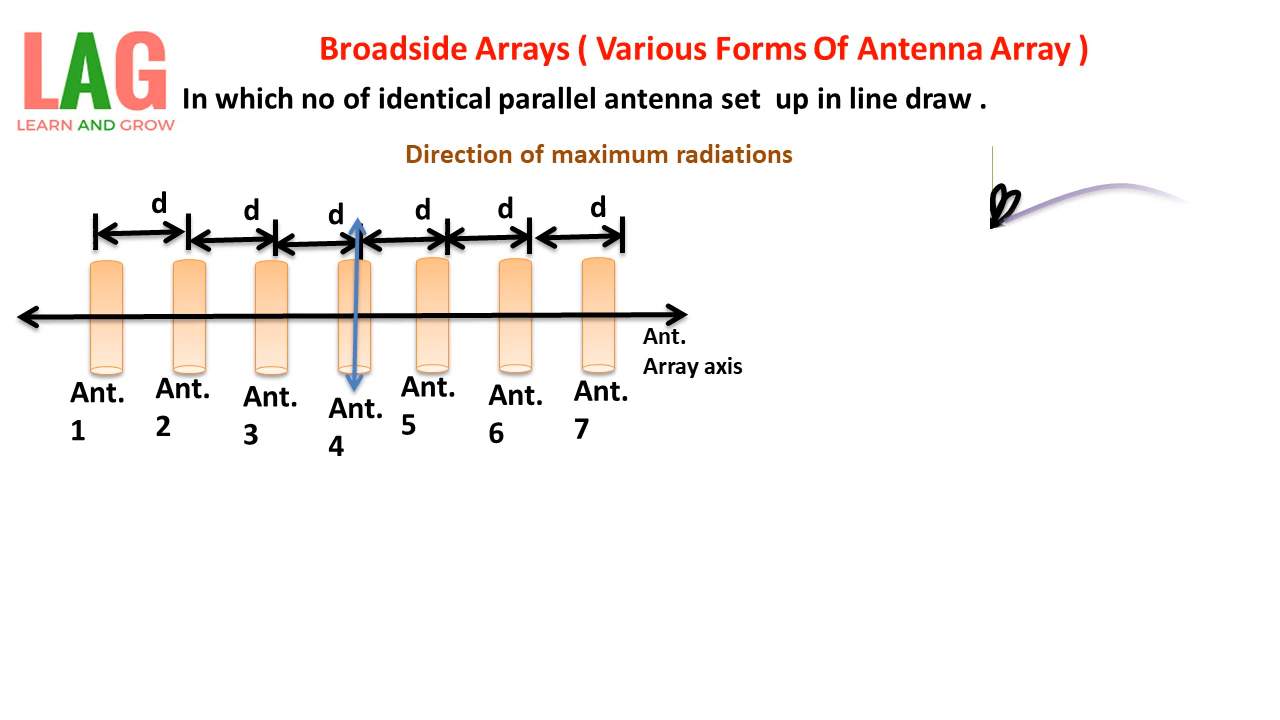 LAG
LEARN AND GROW
Broadside Arrays ( Various Forms Of Antenna Array )
In which no of identical parallel antenna set  up in line draw .
Direction of maximum radiations
d d d d d d
Ant.
Array axis
Ant.
1
Ant.
2
Ant.
3
Ant.
4
Ant.
5
Ant.
6
Ant.
7